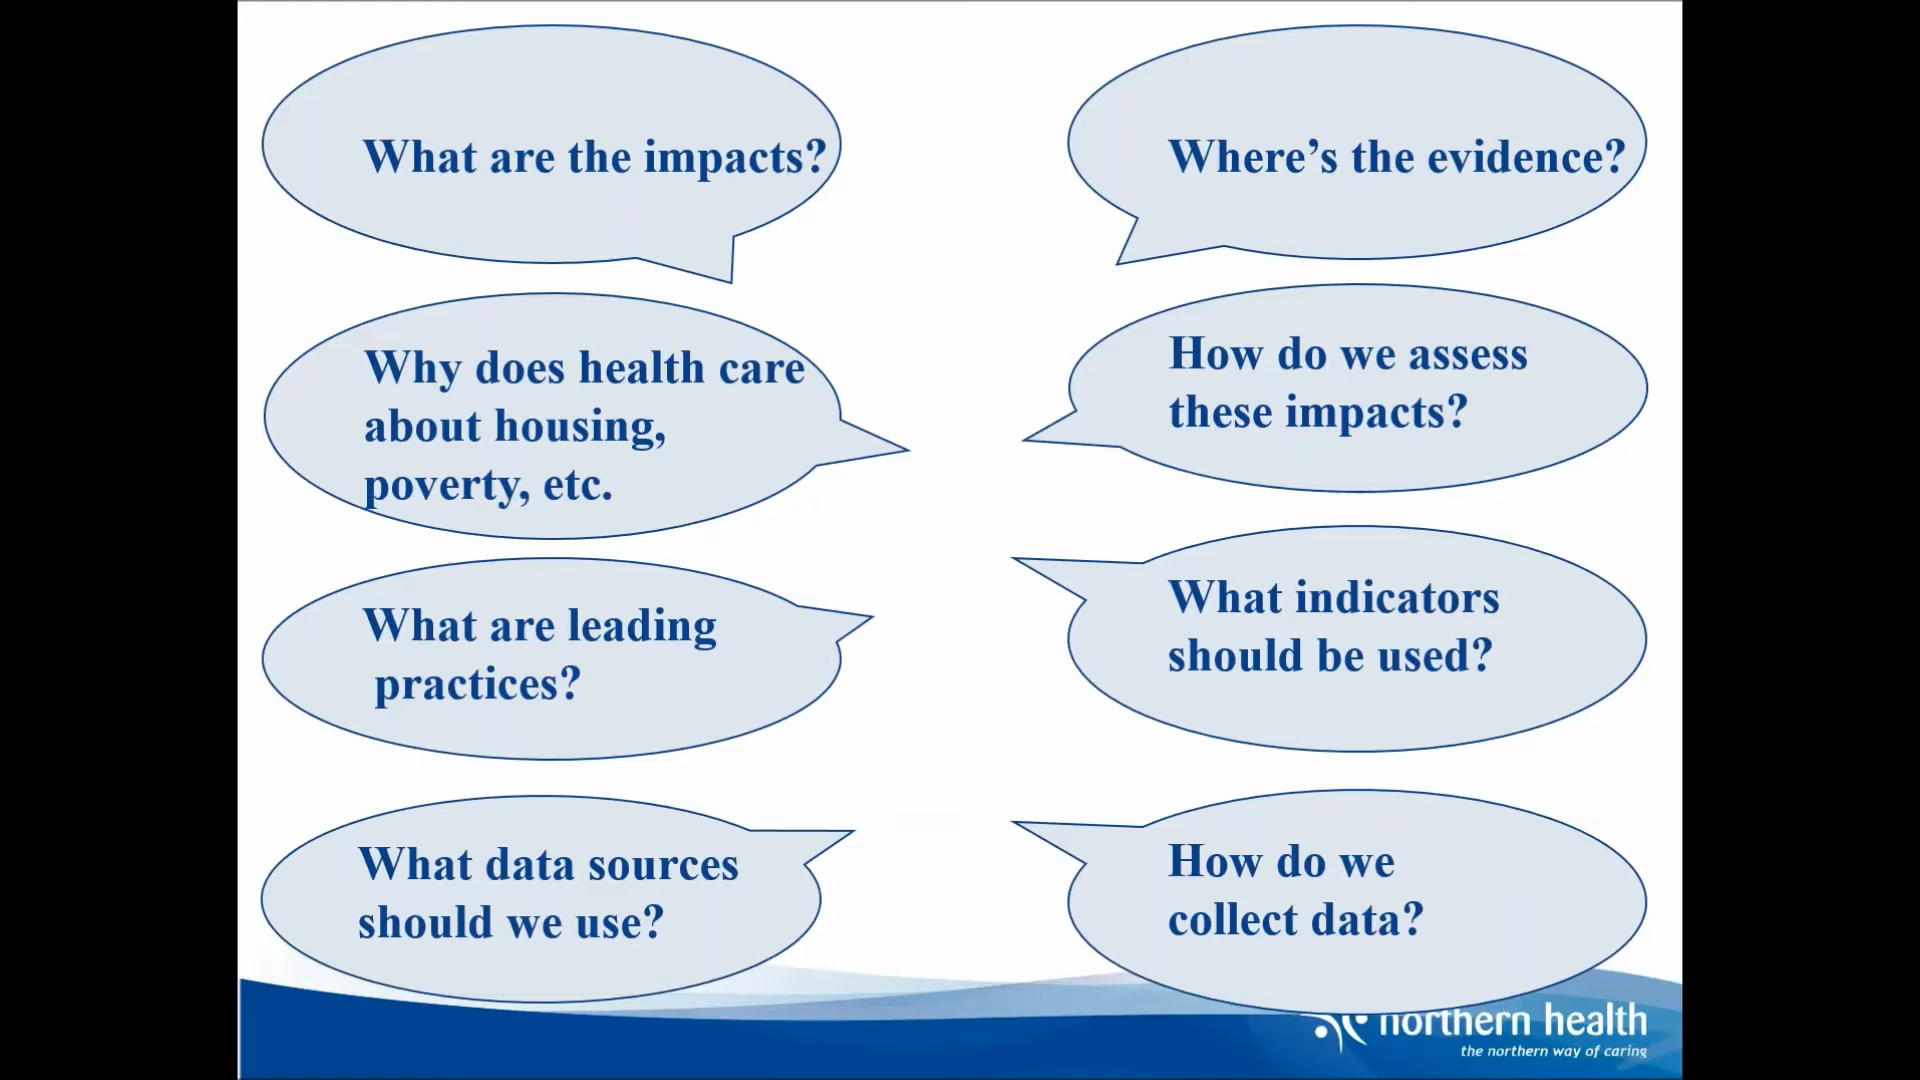 What are the impacts?
Where’s the evidence?
Why does health care
about housing,
poverty, etc.
How do we assess
these impacts?
What are leading
practices?
What indicators
should be used?
What data sources
should we use?
How do we
collect data?
northern health
the northern way of caring